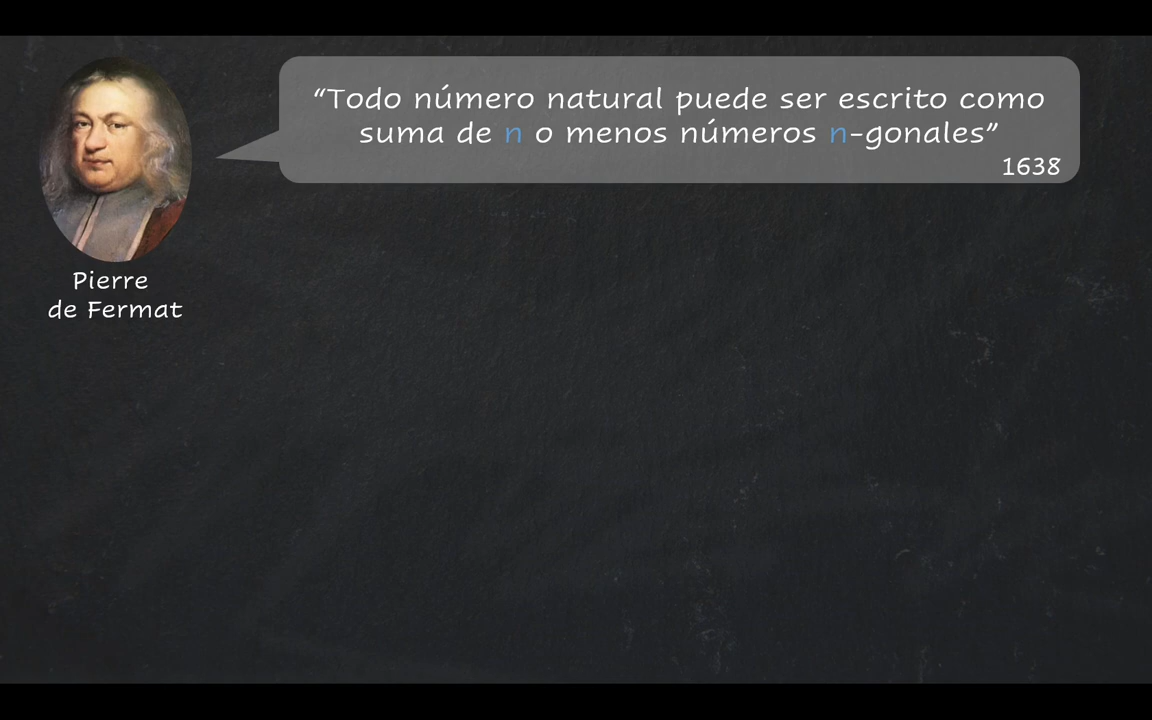 “Todo número natural puede ser escrito como
suma de n o menos números n-gonales”
1638
Pierre
de Fermat